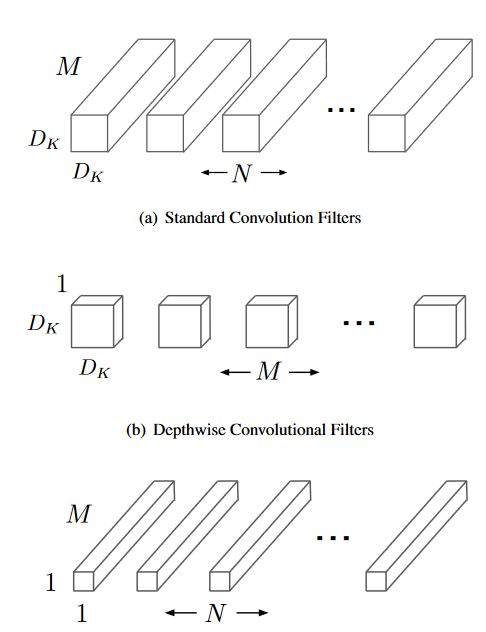 M
D_K
D_K
N
...
(a) Standard Convolution Filters
1
D_K
D_K
M
...
(b) Depthwise Convolutional Filters
M
1
1
N
...